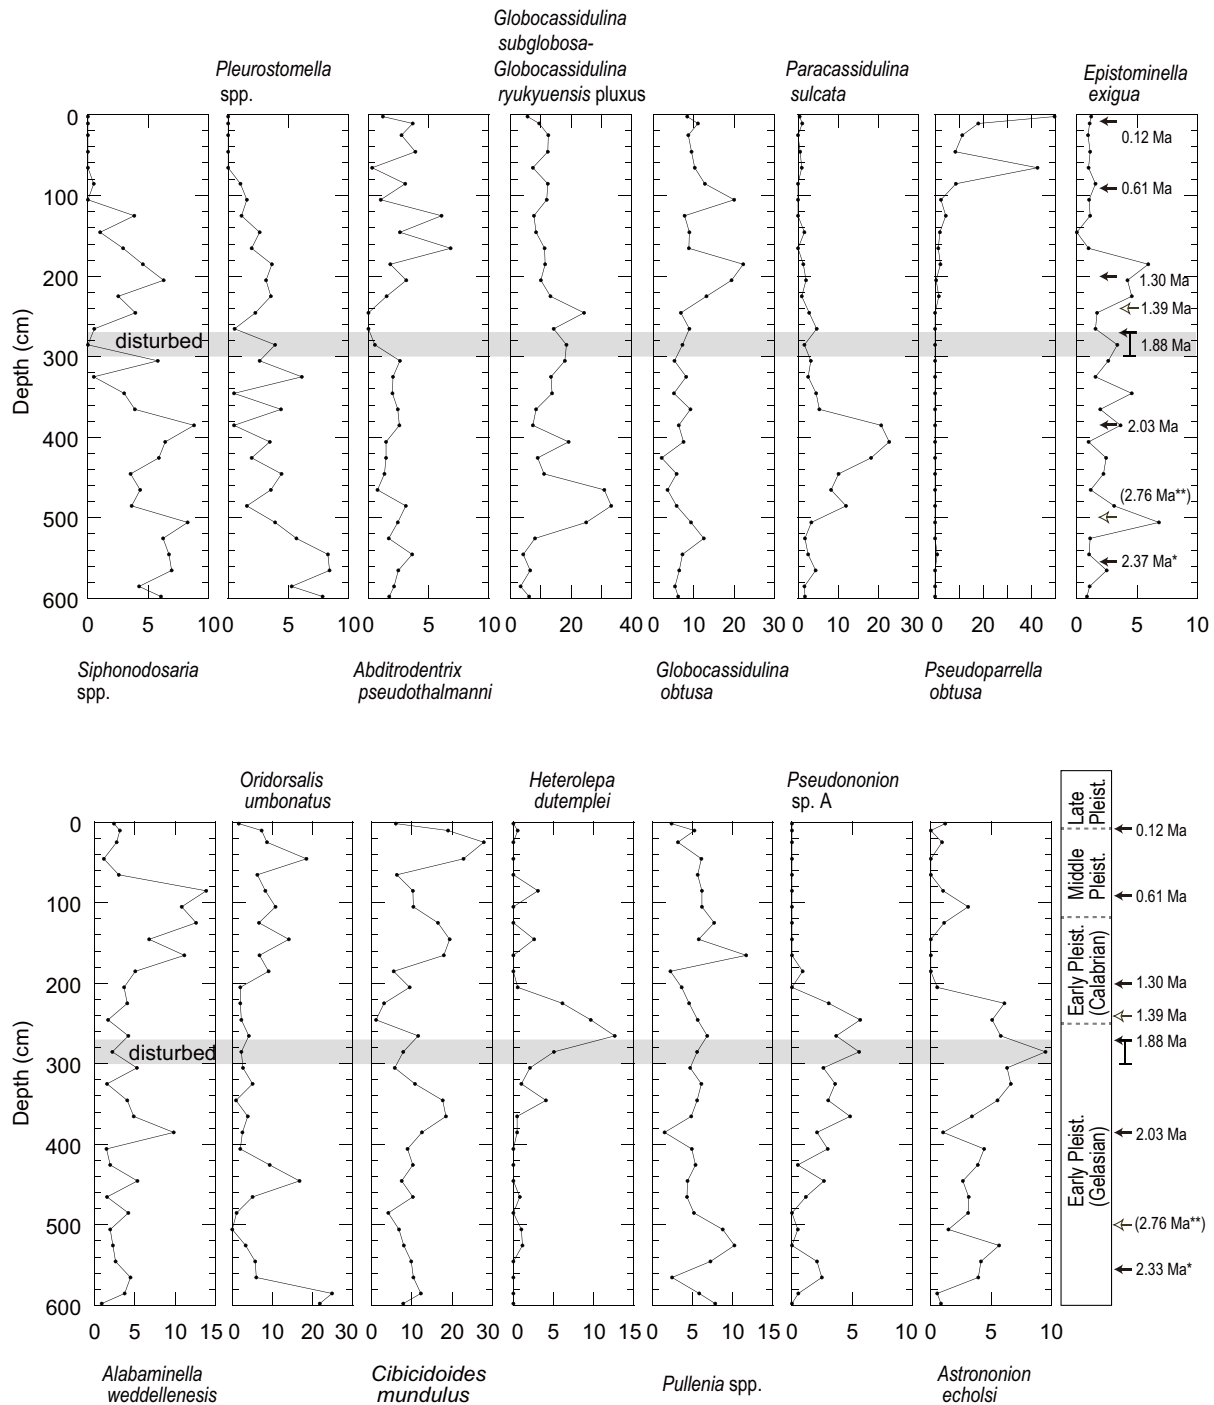 Globocassidulina
subglobosa-
Globocassidulina
ryukyuensis pluxus
Pleurostomella
spp.
Paracassidulina
sulcata
Epistominella
exigua
0
100
200
300
400
500
600
Depth (cm)
disturbed
0.12 Ma
0.61 Ma
1.30 Ma
1.39 Ma
1.88 Ma
2.03 Ma
(2.76 Ma**)
2.37 Ma*
0 5 10 0 5 10 0 5 10 0 20 40 0 10 20 30 0 10 20 30 0 20 40 0 5 10
Siphonodosaria
spp.
Abditrodentrix
pseudothalmanni
Globocassidulina
obtusa
Pseudoparrella
obtusa
Oridorsalis
umbonatus
Heterolepa
dutemplei
Pseudononion
sp. A
0
100
200
300
400
500
600
Depth (cm)
disturbed
Late
Pleist.
Middle
Pleist.
Early Pleist.
(Calabrian)
Early Pleist.
(Gelasian)
0.12 Ma
0.61 Ma
1.30 Ma
1.39 Ma
1.88 Ma
2.03 Ma
(2.76 Ma**)
2.33 Ma*
0 5 10 15 0 10 20 30 0 10 20 30 0 5 10 15 0 5 10 15 0 5 10 0 5 10
Alabaminella
weddellenesis
Cibicidoides
mundulus
Pullenia spp.
Astrononion
echolsi